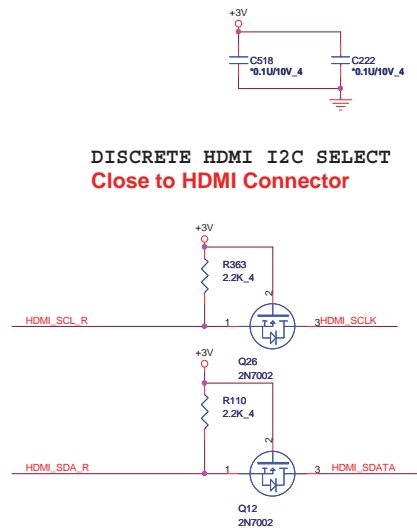 +3V
C518 C222
*0.1U/10V_4 *0.1U/10V_4
DISCRETE HDMI I2C SELECT
Close to HDMI Connector
+3V
R363
2.2K_4
2
HDMI_SCL_R 1 3 HDMI_SCLK
Q26
2N7002
+3V
R110
2.2K_4
2
HDMI_SDA_R 1 3 HDMI_SDATA
Q12
2N7002